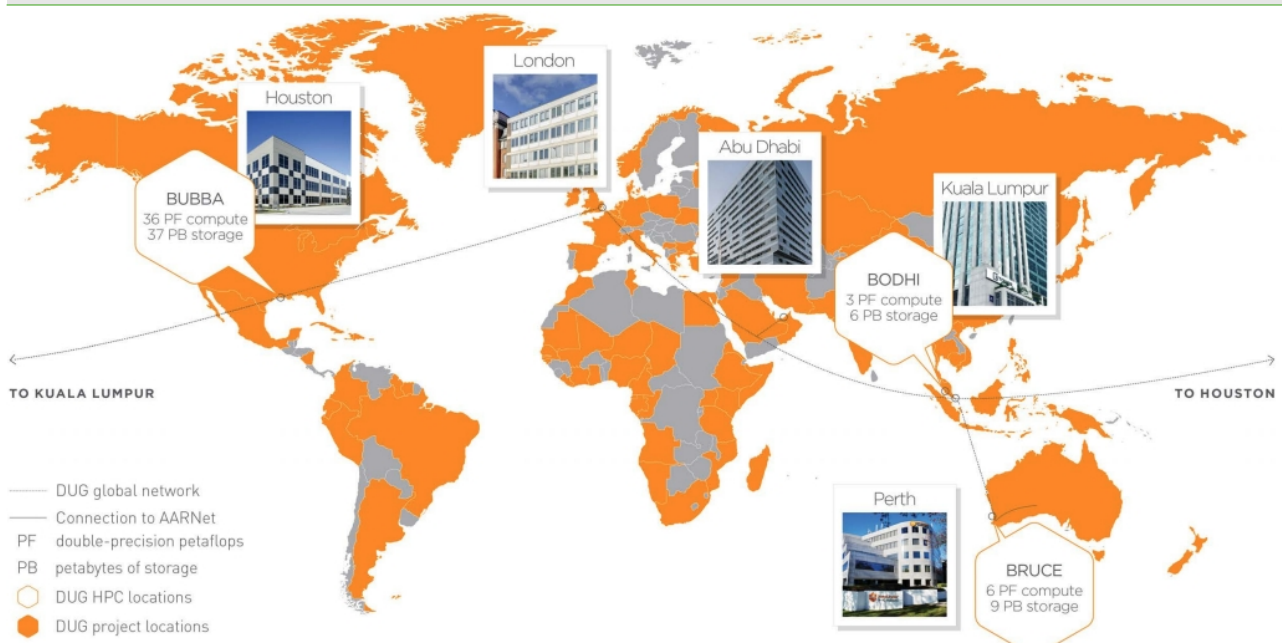 London
Houston
Abu Dhabi
Kuala Lumpur
BUBBA
36 PF compute
37 PB storage
BODHI
3 PF compute
6 PB storage
TO KUALA LUMPUR
TO HOUSTON
Perth
BRUCE
6 PF compute
9 PB storage
DUG global network
Connection to AARNet
PF double-precision petaflops
PB petabytes of storage
DUG HPC locations
DUG project locations